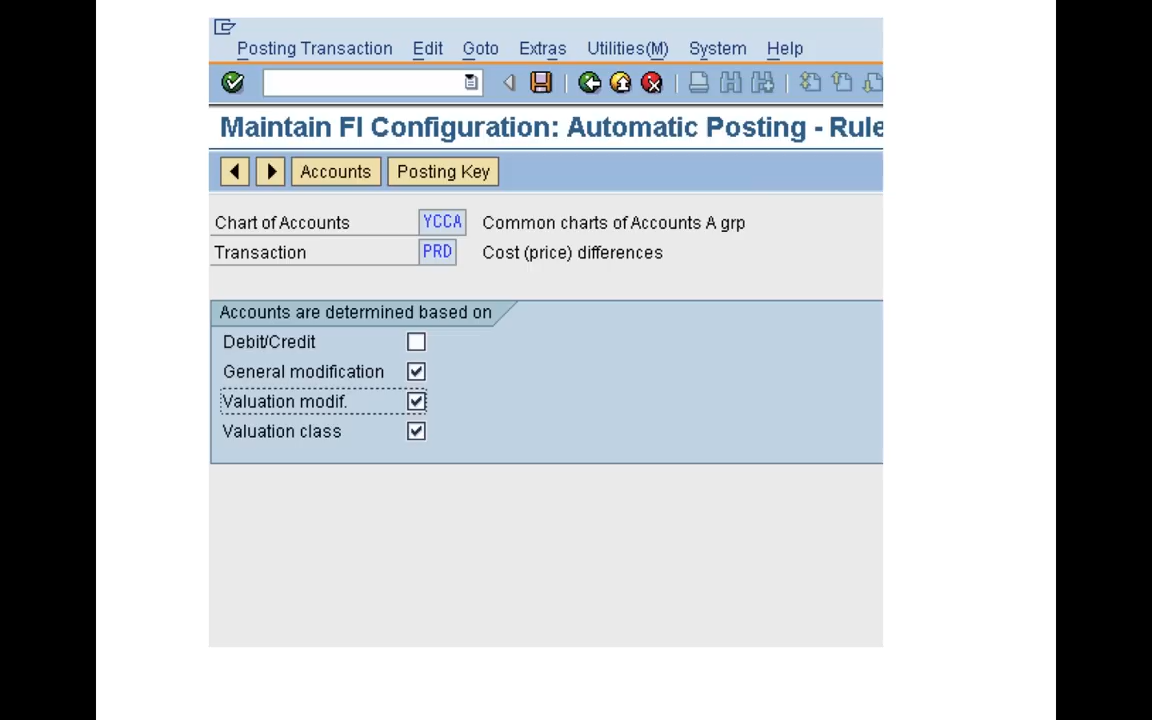 Posting Transaction Edit Goto Extras Utilities(M) System Help
Maintain FI Configuration: Automatic Posting - Rule
Accounts Posting Key
Chart of Accounts YCCA Common charts of Accounts A grp
Transaction PRD Cost (price) differences
Accounts are determined based on
Debit/Credit
General modification
Valuation modif.
Valuation class